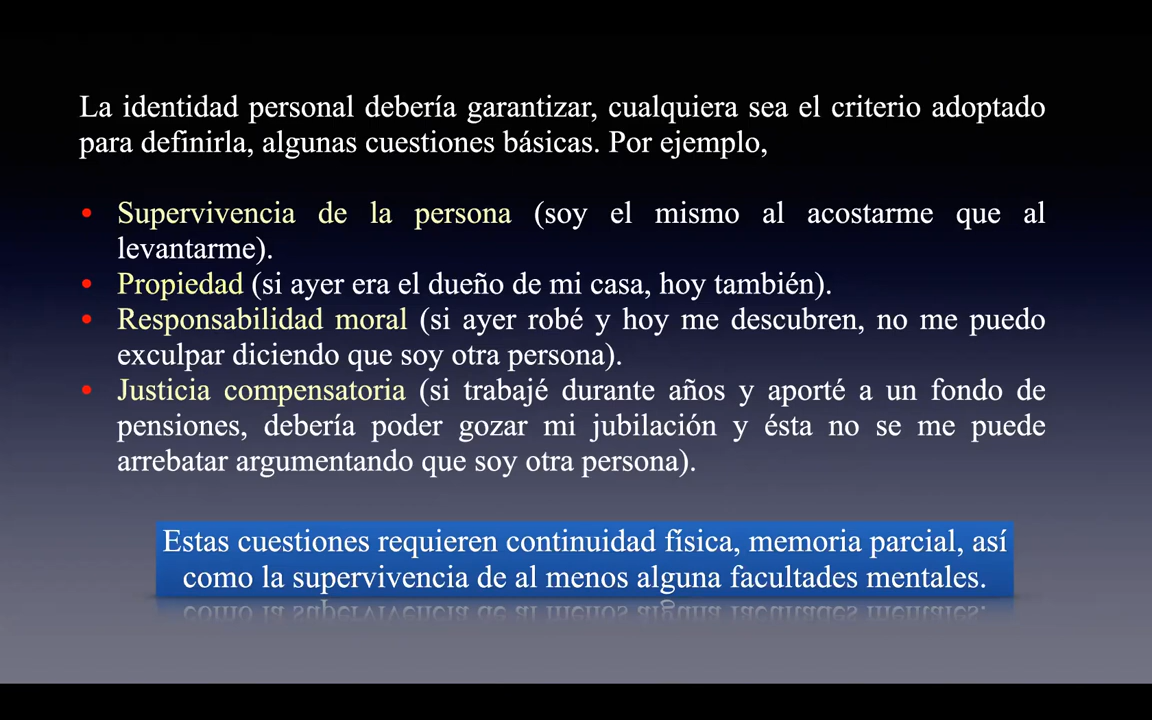 La identidad personal debería garantizar, cualquiera sea el criterio adoptado
para definirla, algunas cuestiones básicas. Por ejemplo,
• Supervivencia de la persona (soy el mismo al acostarme que al
levantarme).
• Propiedad (si ayer era el dueño de mi casa, hoy también).
• Responsabilidad moral (si ayer robé y hoy me descubren, no me puedo
exculpar diciendo que soy otra persona).
• Justicia compensatoria (si trabajé durante años y aporté a un fondo de
pensiones, debería poder gozar mi jubilación y ésta no se me puede
arrebatar argumentando que soy otra persona).
Estas cuestiones requieren continuidad física, memoria parcial, así
como la supervivencia de al menos alguna facultades mentales.